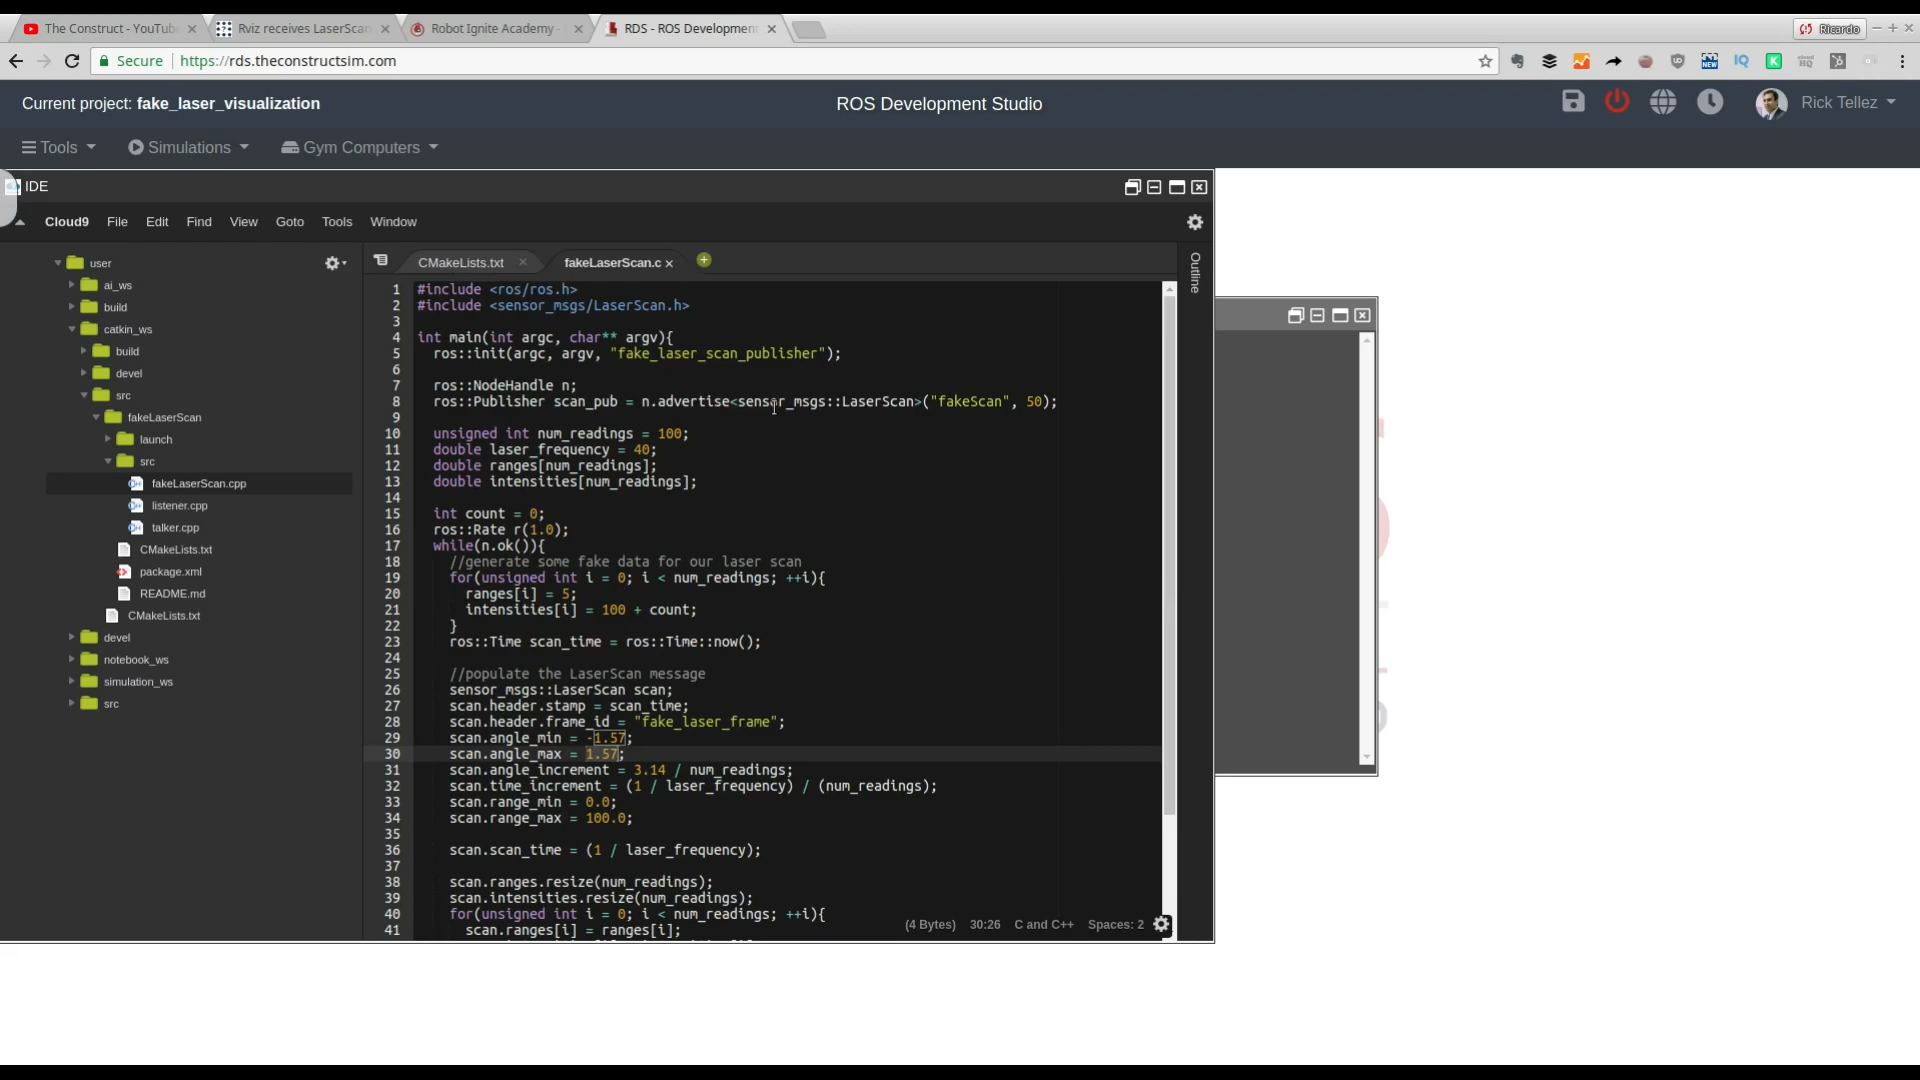 The Construct - YouTube
Rviz receives LaserScan
Robot Ignite Academy -
RDS - ROS Development
Ricardo
Secure
https://rds.theconstructsim.com
Current project: fake_laser_visualization
ROS Development Studio
Rick Tellez
Tools
Simulations
Gym Computers
IDE
Cloud9 File Edit Find View Goto Tools Window
user
ai_ws
build
catkin_ws
build
devel
src
fakeLaserScan
launch
src
fakeLaserScan.cpp
listener.cpp
talker.cpp
CMakeLists.txt
package.xml
README.md
CMakeLists.txt
devel
notebook_ws
simulation_ws
src
CMakeLists.txt
fakeLaserScan.c
Outline
1 #include <ros/ros.h>
2 #include <sensor_msgs/LaserScan.h>
3
4 int main(int argc, char** argv){
5 ros::init(argc, argv, "fake_laser_scan_publisher");
6
7 ros::NodeHandle n;
8 ros::Publisher scan_pub = n.advertise<sensor_msgs::LaserScan>("fakeScan", 50);
9
10 unsigned int num_readings = 100;
11 double laser_frequency = 40;
12 double ranges[num_readings];
13 double intensities[num_readings];
14
15 int count = 0;
16 ros::Rate r(1.0);
17 while(n.ok()){
18 //generate some fake data for our laser scan
19 for(unsigned int i = 0; i < num_readings; ++i){
20 ranges[i] = 5;
21 intensities[i] = 100 + count;
22 }
23 ros::Time scan_time = ros::Time::now();
24
25 //populate the LaserScan message
26 sensor_msgs::LaserScan scan;
27 scan.header.stamp = scan_time;
28 scan.header.frame_id = "fake_laser_frame";
29 scan.angle_min = -1.57;
30 scan.angle_max = 1.57;
31 scan.angle_increment = 3.14 / num_readings;
32 scan.time_increment = (1 / laser_frequency) / (num_readings);
33 scan.range_min = 0.0;
34 scan.range_max = 100.0;
35
36 scan.scan_time = (1 / laser_frequency);
37
38 scan.ranges.resize(num_readings);
39 scan.intensities.resize(num_readings);
40 for(unsigned int i = 0; i < num_readings; ++i){
41 scan.ranges[i] = ranges[i];
(4 Bytes) 30:26 C and C++ Spaces: 2